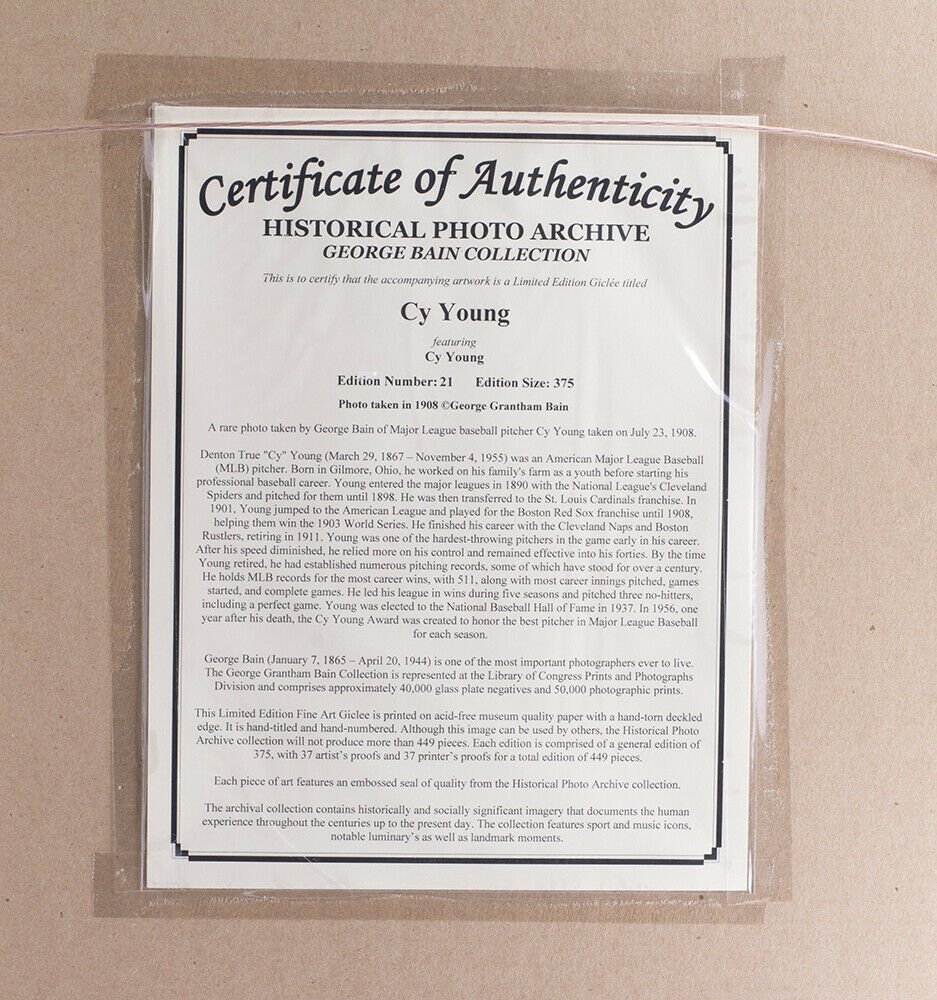 Certificate of Authenticity
HISTORICAL PHOTO ARCHIVE
GEORGE BAIN COLLECTION
This is to certify that the accompanying artwork is a Limited Edition Giclée titled
Cy Young
featuring
Cy Young
Edition Number: 21 Edition Size: 375
Photo taken in 1908 ©George Grantham Bain
A rare photo taken by George Bain of Major League baseball pitcher Cy Young taken on July 23, 1908.
Denton True "Cy" Young (March 29, 1867 – November 4, 1955) was an American Major League Baseball
(MLB) pitcher. Born in Gilmore, Ohio, he worked on his family's farm as a youth before starting his
professional baseball career. Young entered the major leagues in 1890 with the National League's Cleveland
Spiders and pitched for them until 1898. He was then transferred to the St. Louis Cardinals franchise. In
1901, Young jumped to the American League and played for the Boston Red Sox franchise until 1908,
helping them win the 1903 World Series. He finished his career with the Cleveland Naps and Boston
Rustlers, retiring in 1911. Young was one of the hardest-throwing pitchers in the game early in his career.
After his speed diminished, he relied more on his control and remained effective into his forties. By the time
Young retired, he had established numerous pitching records, some of which have stood for over a century.
He holds MLB records for the most career wins, with 511, along with most career innings pitched, games
started, and complete games. He led his league in wins during five seasons and pitched three no-hitters,
including a perfect game. Young was elected to the National Baseball Hall of Fame in 1937. In 1956, one
year after his death, the Cy Young Award was created to honor the best pitcher in Major League Baseball
for each season.
George Bain (January 7, 1865 – April 20, 1944) is one of the most important photographers ever to live.
The George Grantham Bain Collection is represented at the Library of Congress Prints and Photographs
Division and comprises approximately 40,000 glass plate negatives and 50,000 photographic prints.
This Limited Edition Fine Art Giclee is printed on acid-free museum quality paper with a hand-torn deckled
edge. It is hand-titled and hand-numbered. Although this image can be used by others, the Historical Photo
Archive collection will not produce more than 449 pieces. Each edition is comprised of a general edition of
375, with 37 artist's proofs and 37 printer's proofs for a total edition of 449 pieces.
Each piece of art features an embossed seal of quality from the Historical Photo Archive collection.
The archival collection contains historically and socially significant imagery that documents the human
experience throughout the centuries up to the present day. The collection features sport and music icons,
notable luminary's as well as landmark moments.